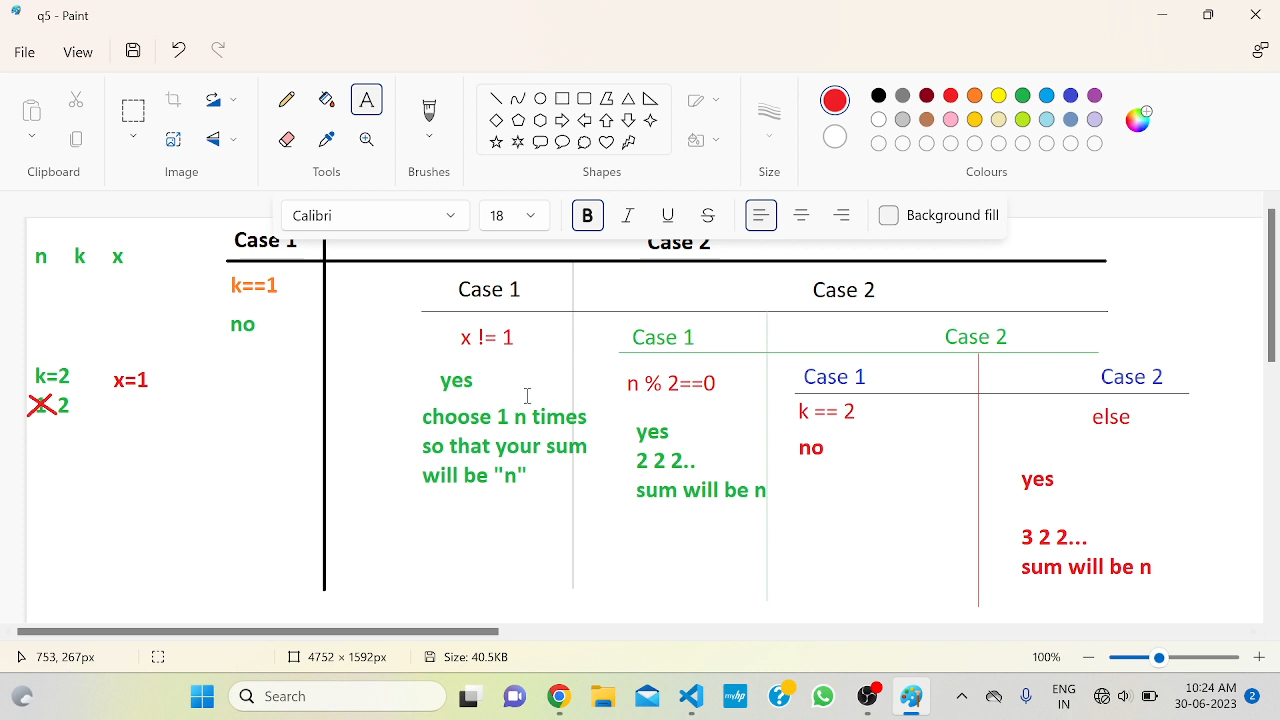 q5 - Paint
File View
Clipboard Image Tools Brushes Shapes Size Colours
Calibri 18 B I U S Background fill
Case 1 Case 2
n k x
k==1
no
k=2 x=1
2
Case 1 Case 2
x != 1
yes
choose 1 n times
so that your sum
will be "n"
Case 1 Case 2
n % 2==0
yes
2 2 2..
sum will be n
Case 1 Case 2
k == 2 else
no
yes
3 2 2...
sum will be n
753, 267px 4752 × 1592px Size: 40.5KB 100%
Search
ENG
IN
10:24 AM
30-06-2023
2